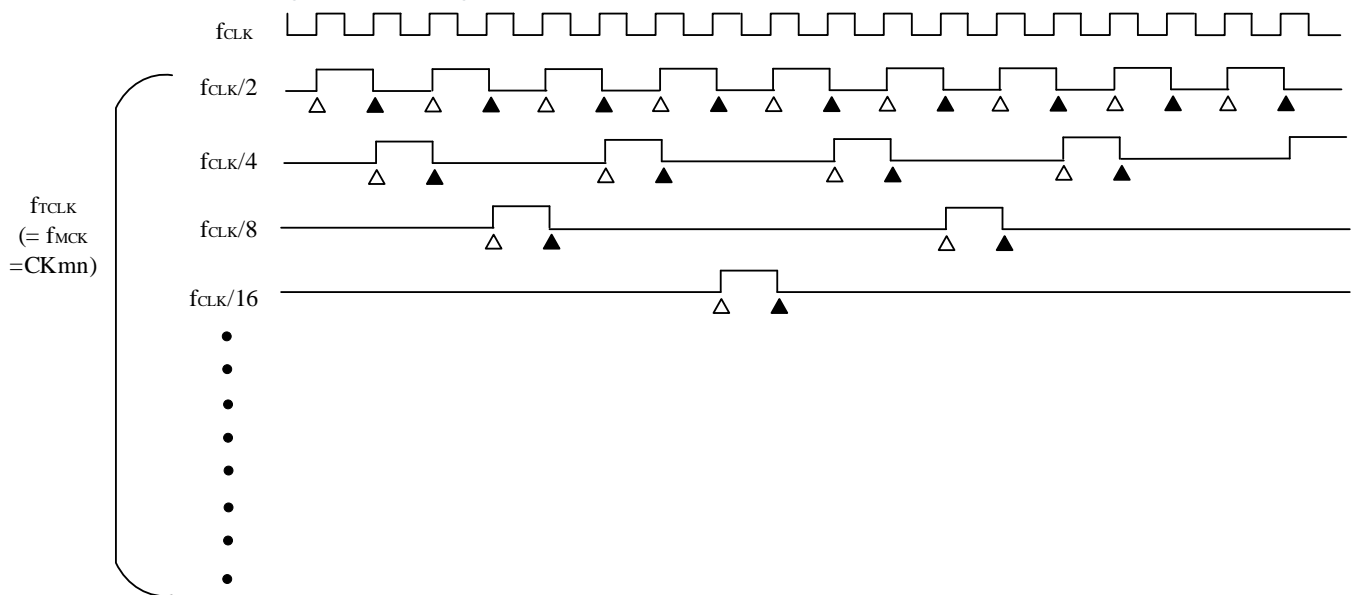 fCLK
fCLK/2
fCLK/4
fCLK/8
fCLK/16
fTCLK
(= fMCK
=CKmn)